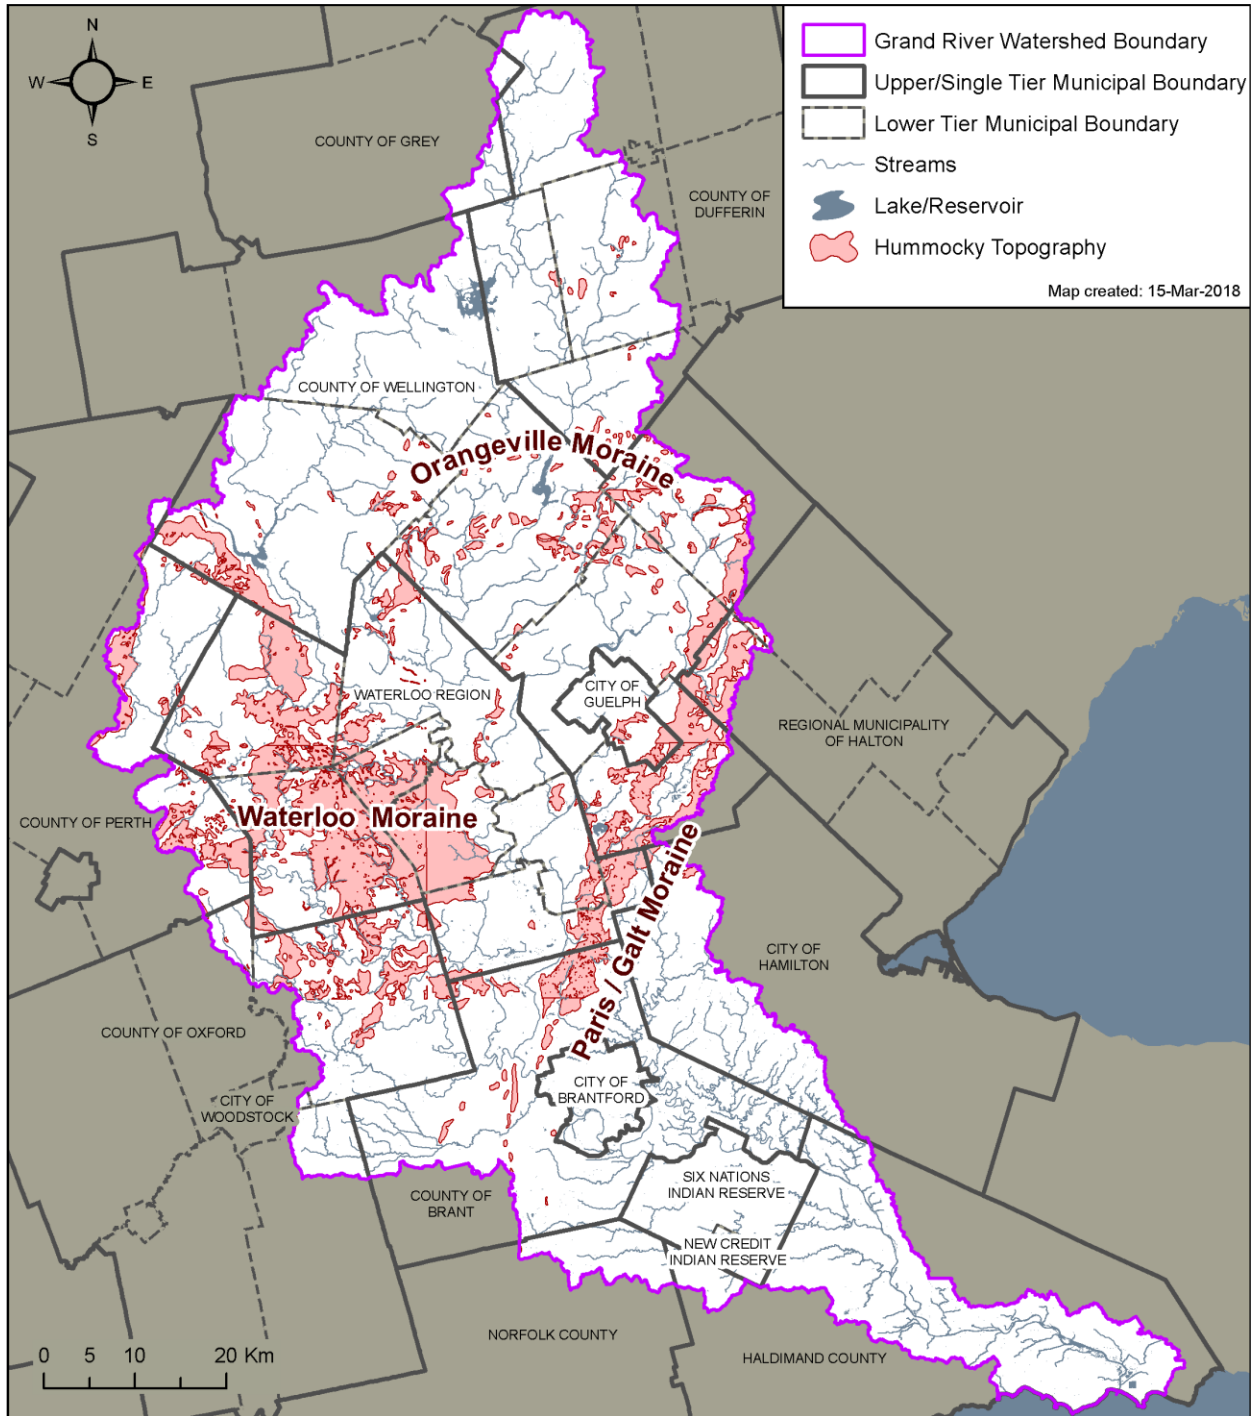 N
W E
S
Grand River Watershed Boundary
Upper/Single Tier Municipal Boundary
Lower Tier Municipal Boundary
Streams
Lake/Reservoir
Hummocky Topography
Map created: 15-Mar-2018
COUNTY OF GREY
COUNTY OF
DUFFERIN
COUNTY OF WELLINGTON
Orangeville Moraine
WATERLOO REGION
CITY OF
GUELPH
REGIONAL MUNICIPALITY
OF HALTON
COUNTY OF PERTH
Waterloo Moraine
Paris / Galt Moraine
CITY OF
HAMILTON
COUNTY OF OXFORD
CITY OF
WOODSTOCK
CITY OF
BRANTFORD
COUNTY OF
BRANT
SIX NATIONS
INDIAN RESERVE
NEW CREDIT
INDIAN RESERVE
NORFOLK COUNTY
HALDIMAND COUNTY
0 5 10 20 Km